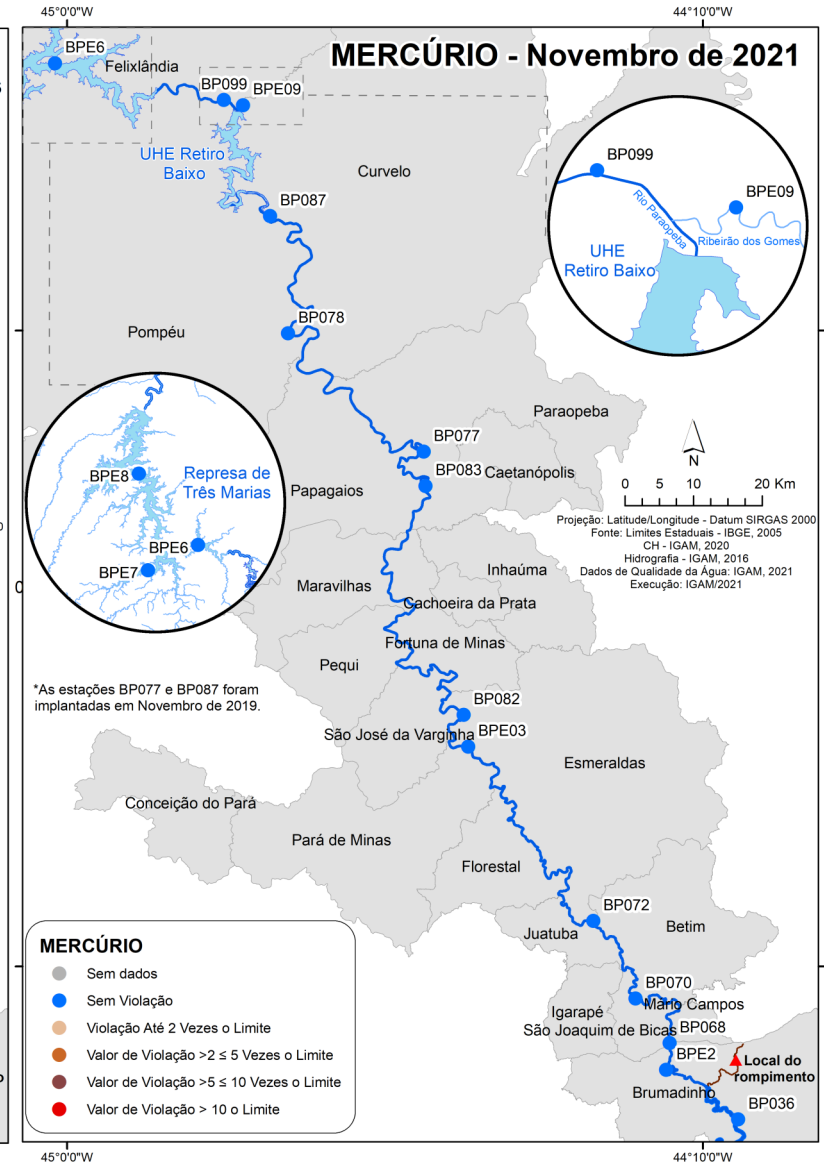 45°0'0"W
44°10'0"W
MERCÚRIO - Novembro de 2021
BPE6
Felixlândia
BP099
BPE09
UHE Retiro
Baixo
Curvelo
BP087
BP099
BPE09
Rio Paraopeba
Ribeirão dos Gomes
UHE
Retiro Baixo
BP078
Pompéu
Paraopeba
BP077
BP083
Caetanópolis
Papagaios
N
0 5 10 20 Km
Projeção: Latitude/Longitude - Datum SIRGAS 2000
Fonte: Limites Estaduais - IBGE, 2005
CH - IGAM, 2020
Hidrografia - IGAM, 2016
Dados de Qualidade da Água: IGAM, 2021
Execução: IGAM/2021
BPE8
Represa de
Três Marias
BPE6
BPE7
Inhaúma
Maravilhas
Cachoeira da Prata
Fortuna de Minas
Pequi
*As estações BP077 e BP087 foram
implantadas em Novembro de 2019.
BP082
São José da Varginha
BPE03
Esmeraldas
Conceição do Pará
Pará de Minas
Florestal
BP072
Juatuba
Betim
BP070
Mário Campos
Igarapé
São Joaquim de Bicas
BP068
BPE2
Local do
rompimento
Brumadinho
BP036
MERCÚRIO
Sem dados
Sem Violação
Violação Até 2 Vezes o Limite
Valor de Violação >2 ≤ 5 Vezes o Limite
Valor de Violação >5 ≤ 10 Vezes o Limite
Valor de Violação > 10 o Limite
45°0'0"W
44°10'0"W